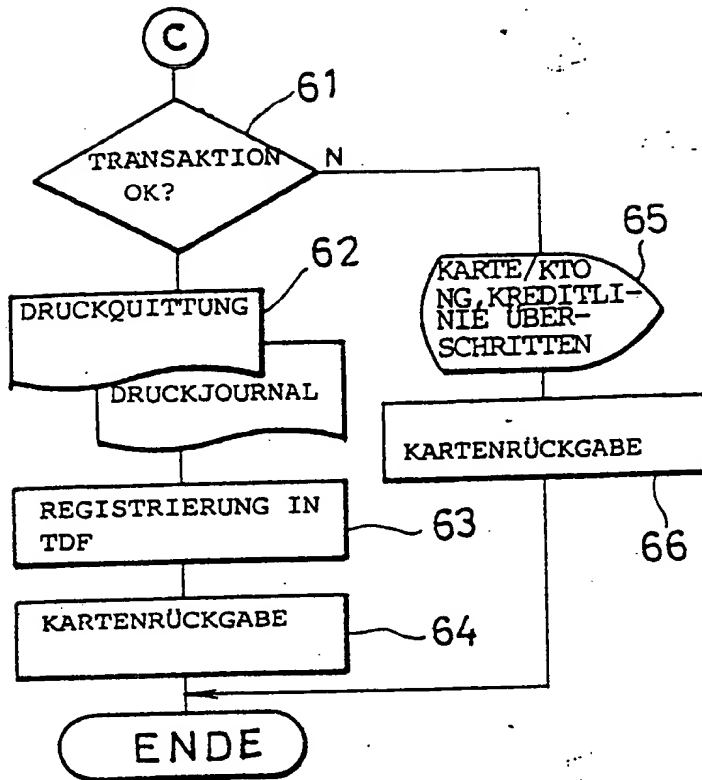 C
61
TRANSAKTION
OK?
N
62
DRUCKQUITTUNG
DRUCKJOURNAL
65
KARTE/KTO
NG,KREDITLI-
NIE ÜBER-
SCHRITTEN
KARTENRÜCKGABE
66
REGISTRIERUNG IN
TDF
63
KARTENRÜCKGABE
64
ENDE